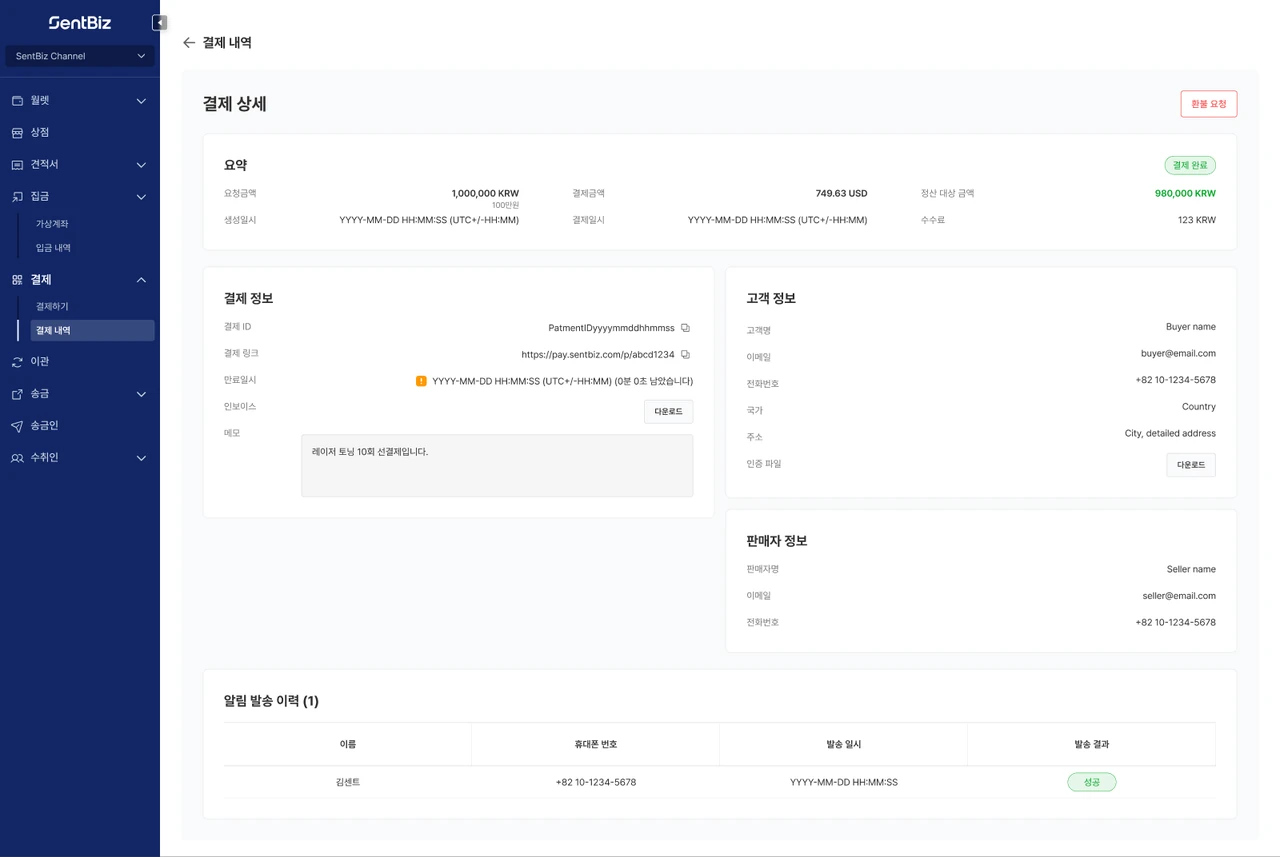 SentBiz
SentBiz Channel
월렛
상점
견적서
집금
가상계좌
입금 내역
결제
결제하기
결제 내역
이관
송금
송금인
수취인
결제 내역
결제 상세
환불 요청
요약
결제 완료
요청금액 1,000,000 KRW
100만원
결제금액 749.63 USD
정산 대상 금액 980,000 KRW
생성일시 YYYY-MM-DD HH:MM:SS (UTC+/-HH:MM)
결제일시 YYYY-MM-DD HH:MM:SS (UTC+/-HH:MM)
수수료 123 KRW
결제 정보
결제 ID PatmentIDyyyymmddhhmmss
결제 링크 https://pay.sentbiz.com/p/abcd1234
만료일시 YYYY-MM-DD HH:MM:SS (UTC+/-HH:MM) (0분 0초 남았습니다)
인보이스 다운로드
메모
레이저 토닝 10회 선결제입니다.
고객 정보
고객명 Buyer name
이메일 buyer@email.com
전화번호 +82 10-1234-5678
국가 Country
주소 City, detailed address
인증 파일 다운로드
판매자 정보
판매자명 Seller name
이메일 seller@email.com
전화번호 +82 10-1234-5678
알림 발송 이력 (1)
이름 휴대폰 번호 발송 일시 발송 결과
김센트 +82 10-1234-5678 YYYY-MM-DD HH:MM:SS 성공